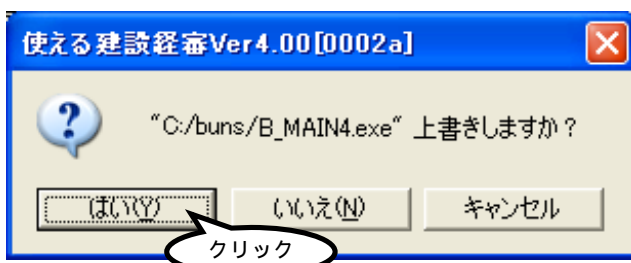 使える建設経審Ver4.00[0002a]
"C:/buns/B_MAIN4.exe" 上書きしますか?
はい(Y)
いいえ(N)
キャンセル
クリック